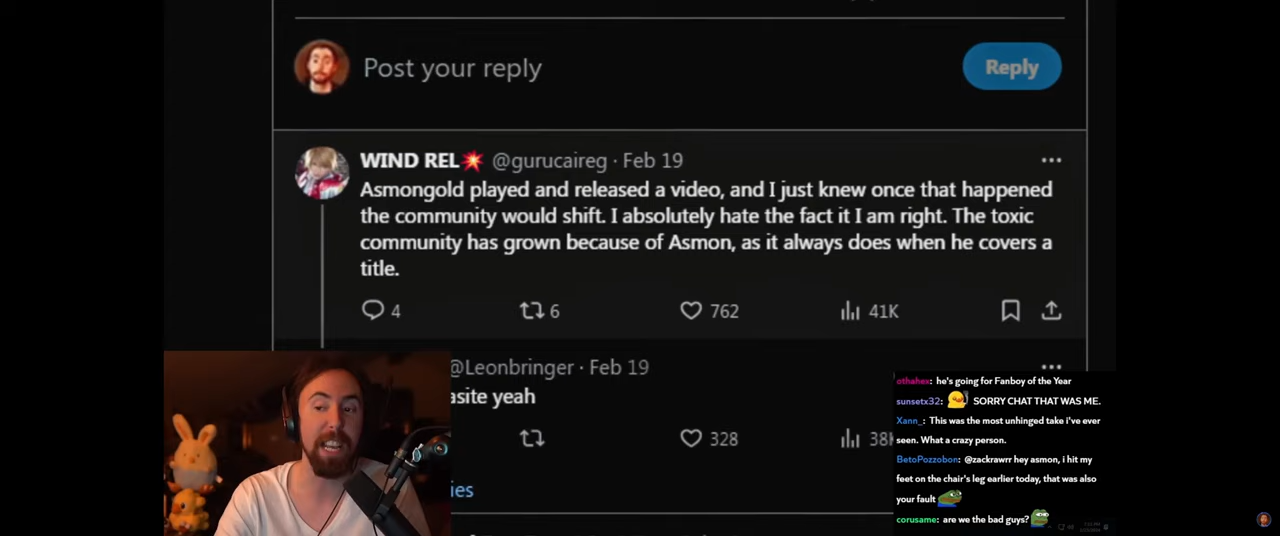 Post your reply
Reply
WIND REL💥 @gurucaireg · Feb 19
Asmongold played and released a video, and I just knew once that happened
the community would shift. I absolutely hate the fact it I am right. The toxic
community has grown because of Asmon, as it always does when he covers a
title.
4 6 762 41K
@Leonbringer · Feb 19
asite yeah
328 38K
ies
othakex: he's going for Fanboy of the Year
sunsetx32: SORRY CHAT THAT WAS ME.
Xann_: This was the most unhinged take i've ever
seen. What a crazy person.
BetoPozzobon: @zackrawrr hey asmon, i hit my
feet on the chair's leg earlier today, that was also
your fault
corusame: are we the bad guys?